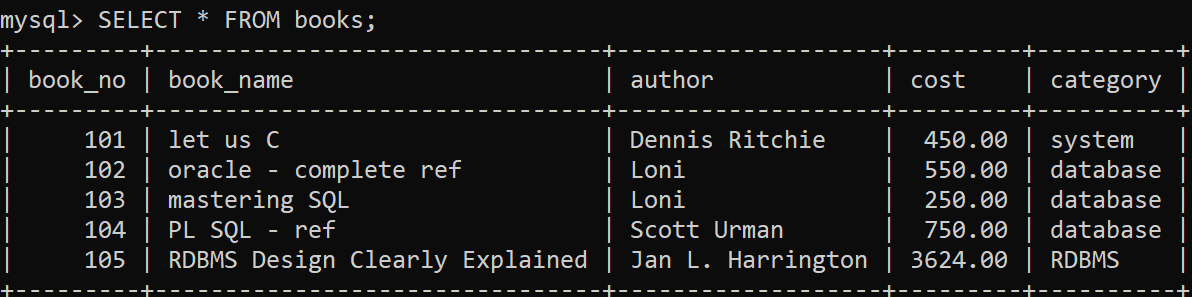 mysql> SELECT * FROM books;
+---------+--------------------------------+-------------------+---------+----------+
| book_no | book_name                      | author            | cost    | category |
+---------+--------------------------------+-------------------+---------+----------+
|     101 | let us C                       | Dennis Ritchie    |  450.00 | system   |
|     102 | oracle - complete ref          | Loni              |  550.00 | database |
|     103 | mastering SQL                  | Loni              |  250.00 | database |
|     104 | PL SQL - ref                   | Scott Urman       |  750.00 | database |
|     105 | RDBMS Design Clearly Explained | Jan L. Harrington | 3624.00 | RDBMS    |
+---------+--------------------------------+-------------------+---------+----------+